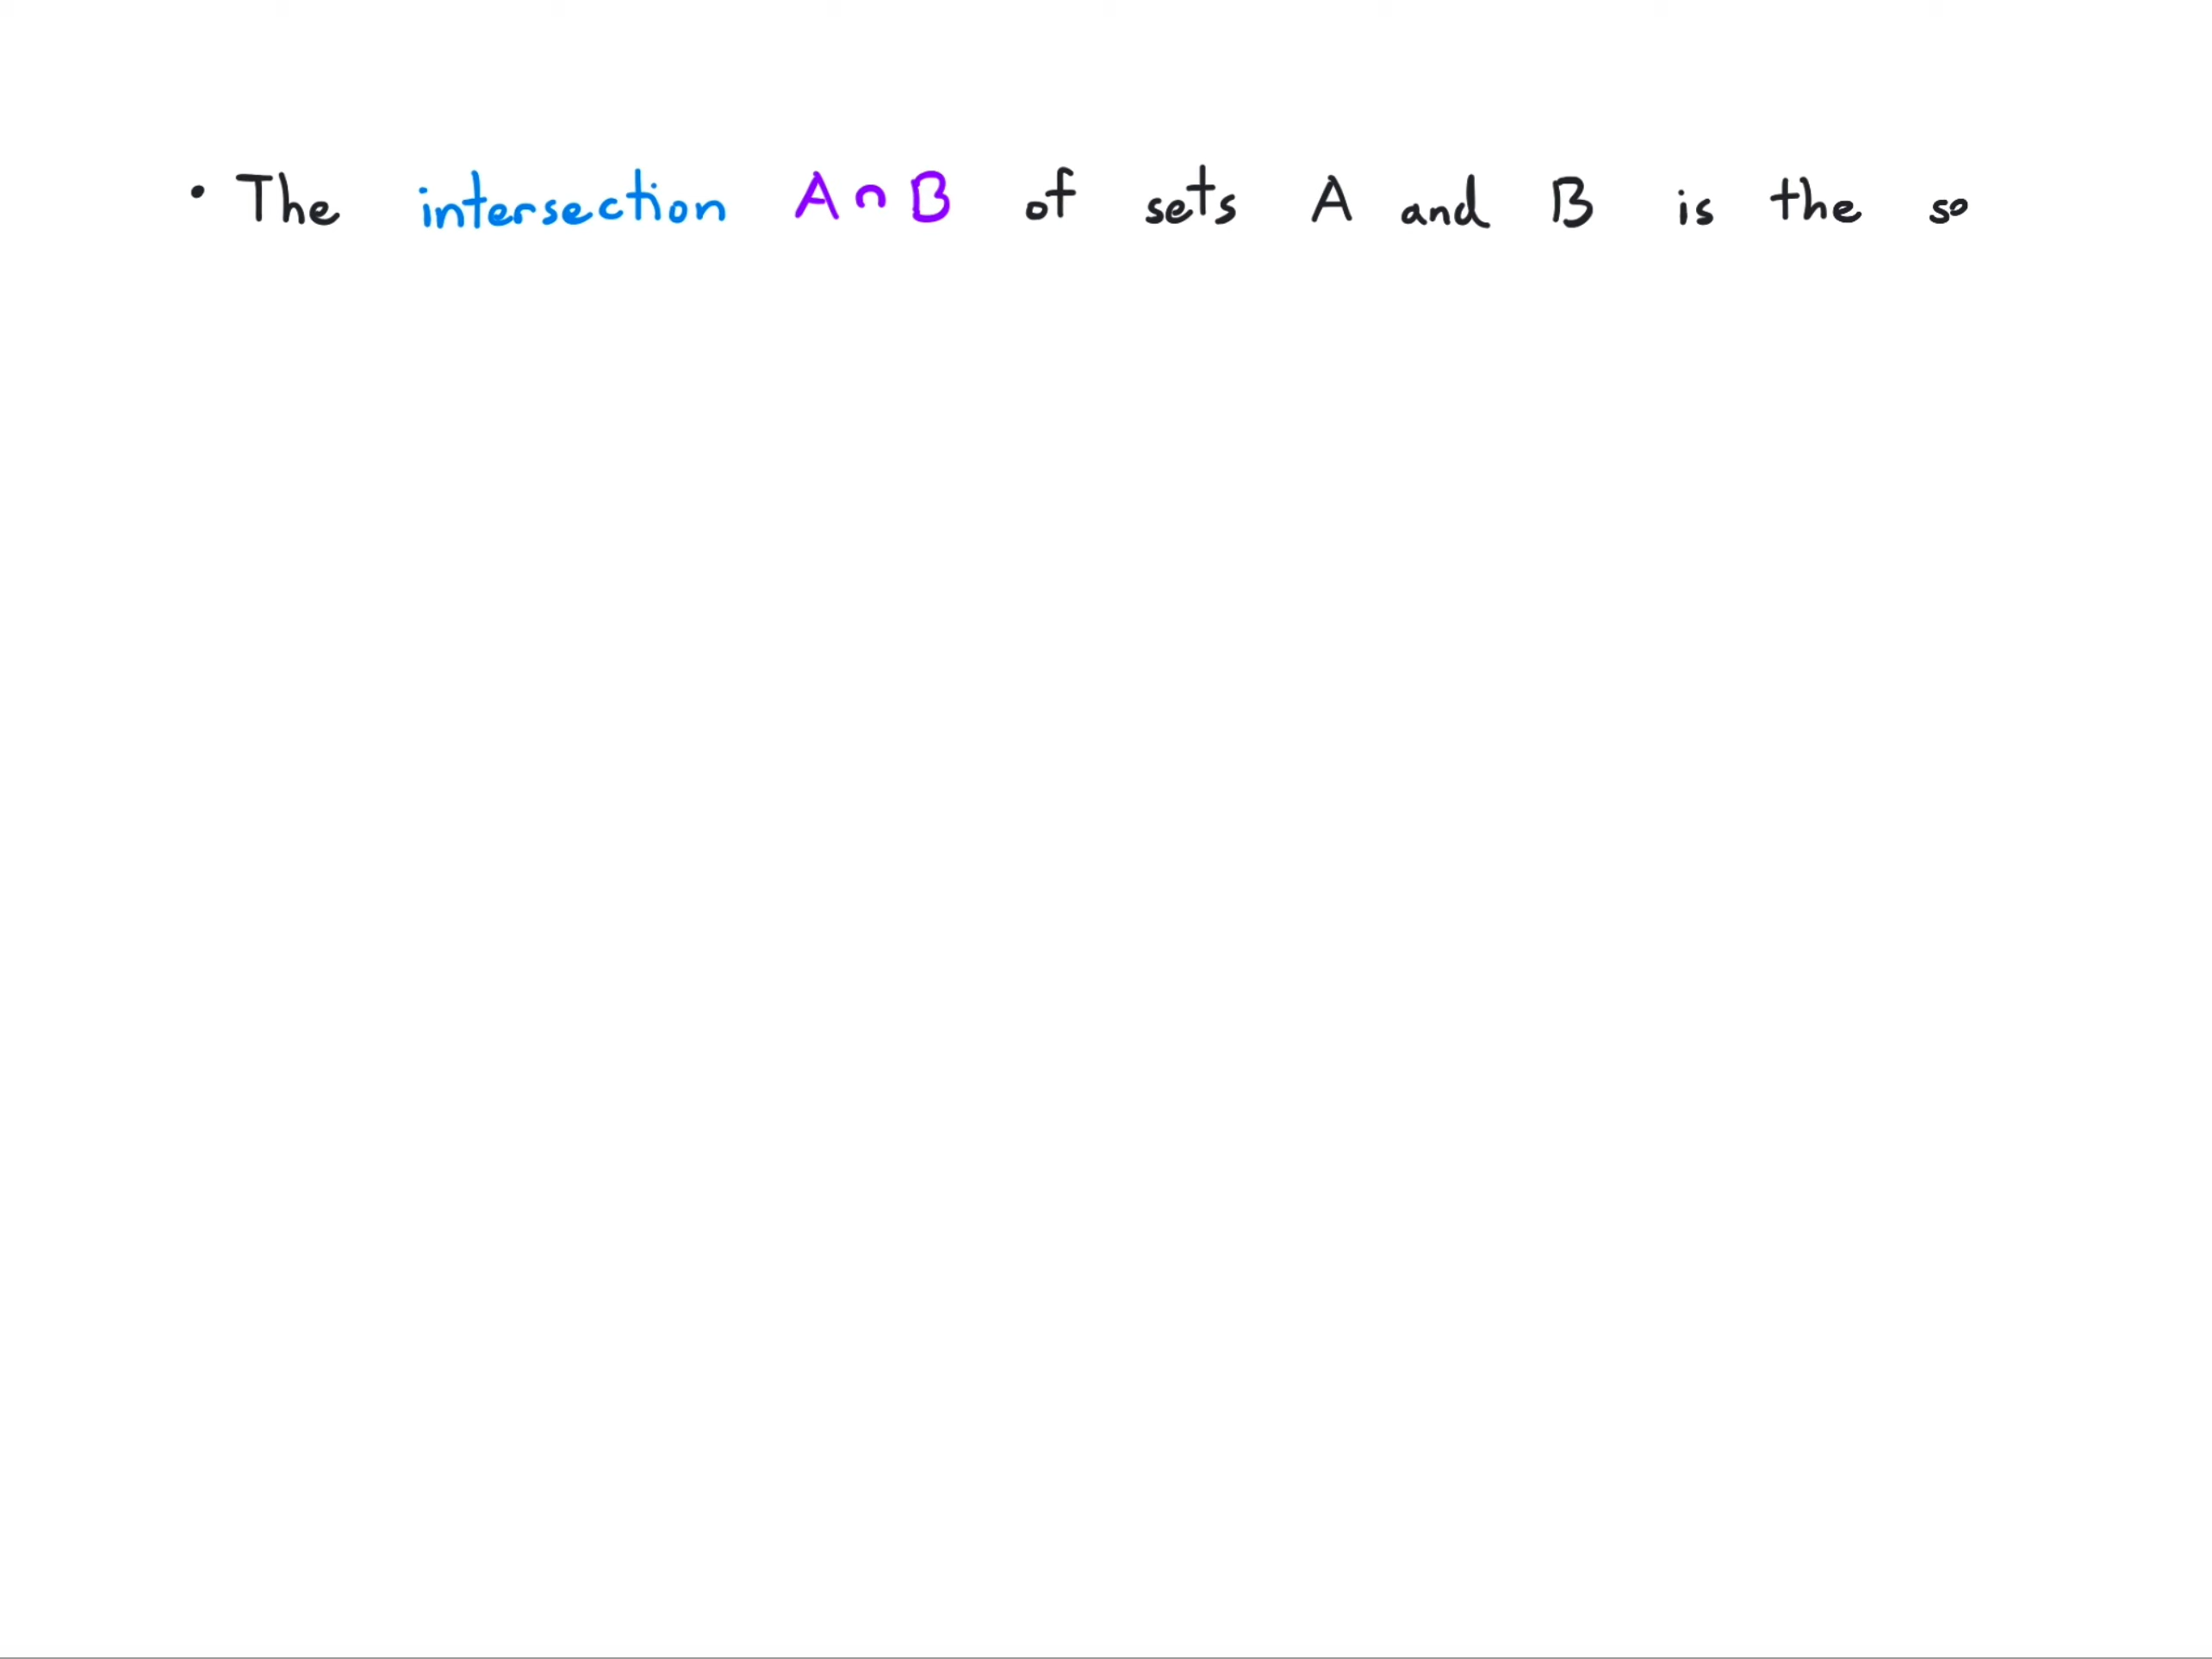 • The intersection A ∩ B of sets A and B is the